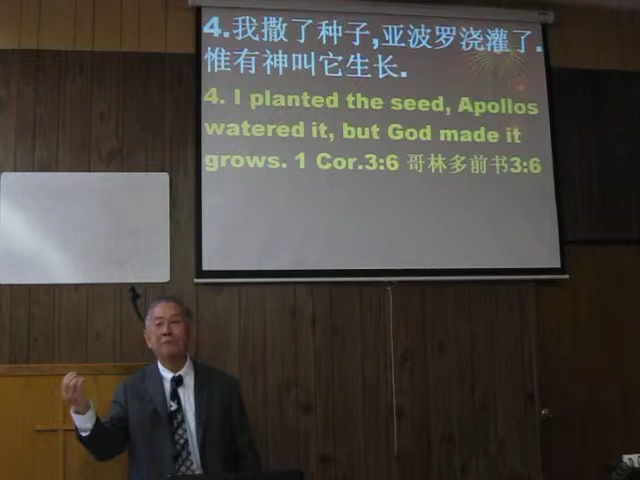 4.我撒了种子,亚波罗浇灌了.
惟有神叫它生长.
4. I planted the seed, Apollos
watered it, but God made it
grows. 1 Cor.3:6 哥林多前书3:6